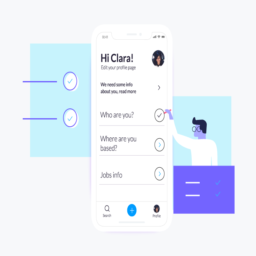 Hi Clara!
Edit your profile page
We need some info
about you, read more
Who are you?
Where are you
based?
Jobs info
Search
Profile